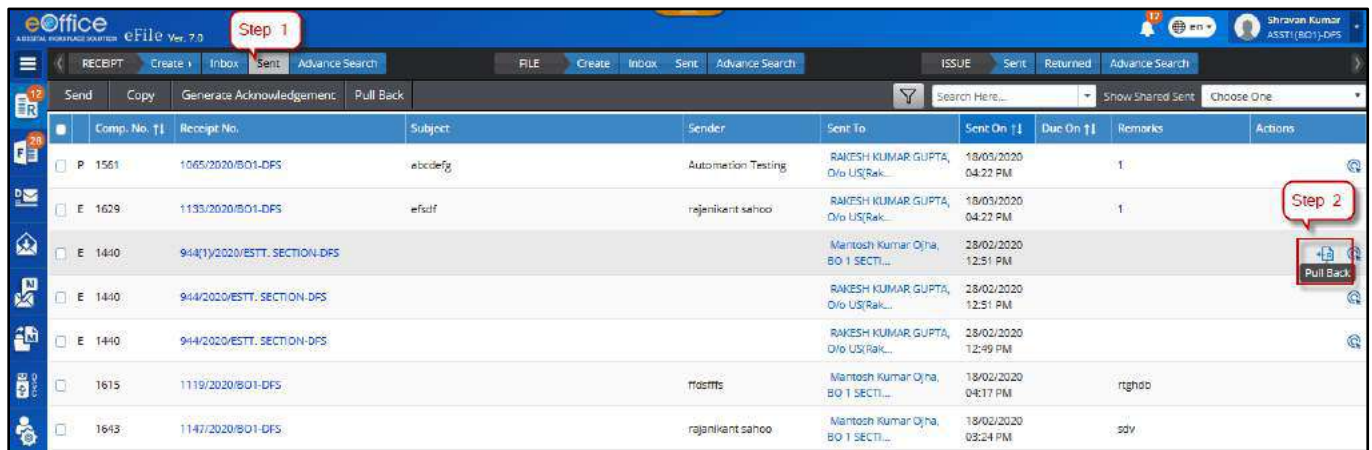 eOffice
A DIGITAL WORKPLACE SOLUTION eFile Ver. 7.0
Step 1
12
en
Shravan Kumar
ASST1(BO1)-DFS
RECEIPT Create Inbox Sent Advance Search FILE Create Inbox Sent Advance Search ISSUE Sent Returned Advance Search
12
R
Send Copy Generate Acknowledgement Pull Back Search Here... Show Shared Sent Choose One
Comp. No. Receipt No. Subject Sender Sent To Sent On Due On Remarks Actions
28
F
P 1561 1065/2020/BO1-DFS abcdefg Automation Testing RAKESH KUMAR GUPTA, O/o US(Rak... 18/03/2020 04:22 PM 1
D
E 1629 1133/2020/BO1-DFS efsdf rajanikant sahoo RAKESH KUMAR GUPTA, O/o US(Rak... 18/03/2020 04:22 PM 1
Step 2
E 1440 944(1)/2020/ESTT. SECTION-DFS Mantosh Kumar Ojha, BO 1 SECTI... 28/02/2020 12:51 PM
Pull Back
N
E 1440 944/2020/ESTT. SECTION-DFS RAKESH KUMAR GUPTA, O/o US(Rak... 28/02/2020 12:51 PM
M
E 1440 944/2020/ESTT. SECTION-DFS RAKESH KUMAR GUPTA, O/o US(Rak... 28/02/2020 12:49 PM
DSC
1615 1119/2020/BO1-DFS ffdsfffs Mantosh Kumar Ojha, BO 1 SECTI... 18/02/2020 04:17 PM rtghdb
1643 1147/2020/BO1-DFS rajanikant sahoo Mantosh Kumar Ojha, BO 1 SECTI... 18/02/2020 03:24 PM sdv